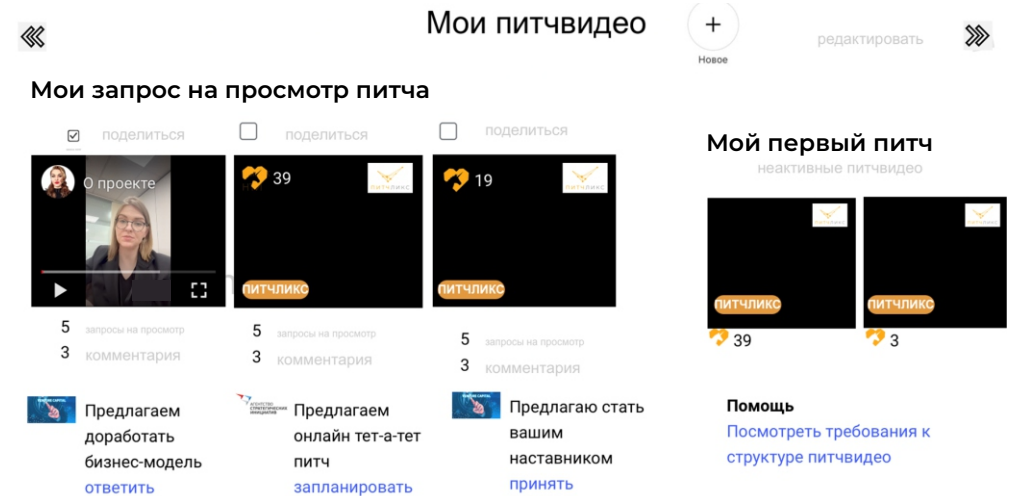 Мои питчвидео
Новое
редактировать
Мои запрос на просмотр питча
поделиться
поделиться
поделиться
О проекте
39
ПИТЧЛИКС
ПИТЧЛИКС
19
ПИТЧЛИКС
ПИТЧЛИКС
5 запросы на просмотр
3 комментария
5 запросы на просмотр
3 комментария
5 запросы на просмотр
3 комментария
Предлагаем
доработать
бизнес-модель
ответить
АГЕНТСТВО
СТРАТЕГИЧЕСКИХ
ИНИЦИАТИВ
Предлагаем
онлайн тет-а-тет
питч
запланировать
Предлагаю стать
вашим
наставником
принять
Мой первый питч
неактивные питчвидео
ПИТЧЛИКС
39
ПИТЧЛИКС
3
Помощь
Посмотреть требования к
структуре питчвидео